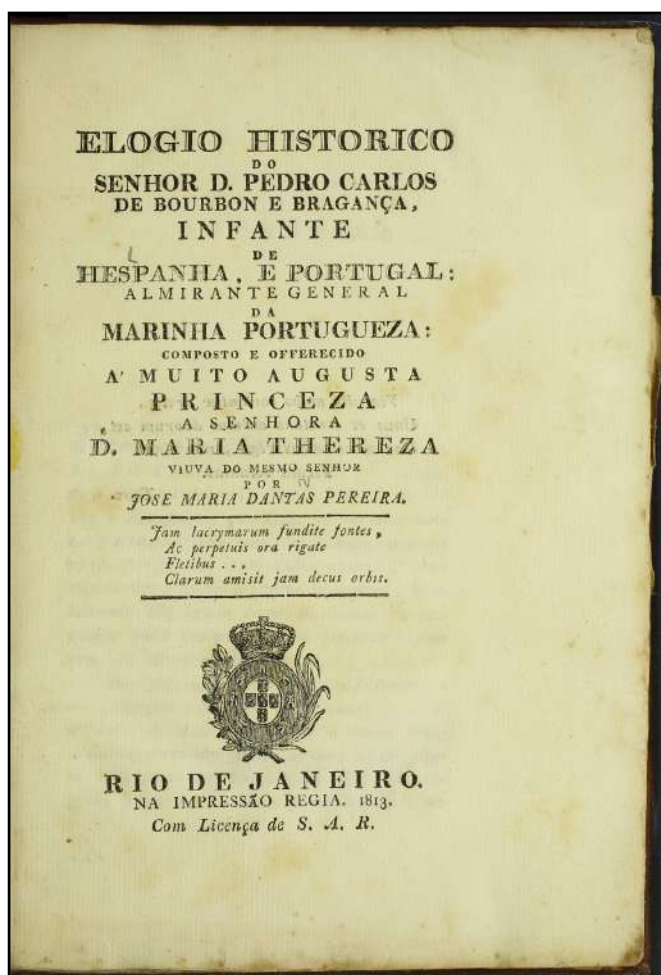 ELOGIO HISTORICO
DO
SENHOR D. PEDRO CARLOS
DE BOURBON E BRAGANÇA,
INFANTE
DE
HESPANHA, E PORTUGAL:
ALMIRANTE GENERAL
DA
MARINHA PORTUGUEZA:
COMPOSTO E OFFERECIDO
A' MUITO AUGUSTA
PRINCEZA
A SENHORA
D. MARIA THEREZA
VIUVA DO MESMO SENHOR
POR
JOSE MARIA DANTAS PEREIRA.
Jam lacrymarum fundite fontes,
Ac perpetuis ora rigate
Fletibus . . .
Clarum amisit jam decus orbis.
RIO DE JANEIRO.
NA IMPRESSÃO REGIA. 1813.
Com Licença de S. A. R.